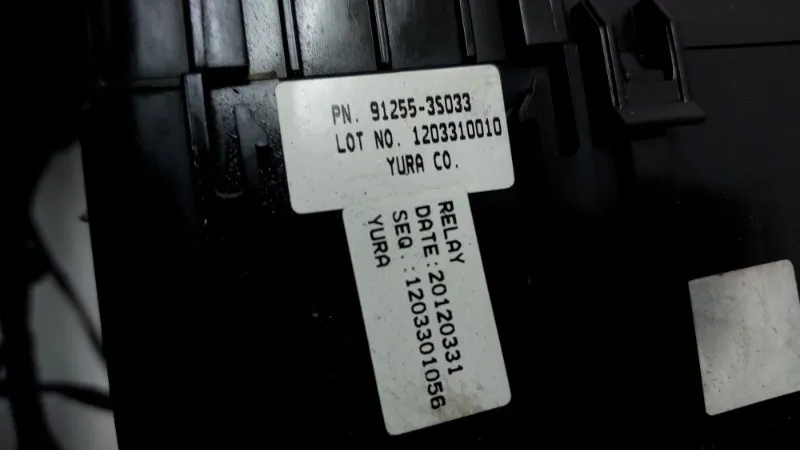 PN. 91255-3S033
LOT NO. 1203310010
YURA CO.
RELAY
DATE:20120331
SEQ.:1203301056
YURA